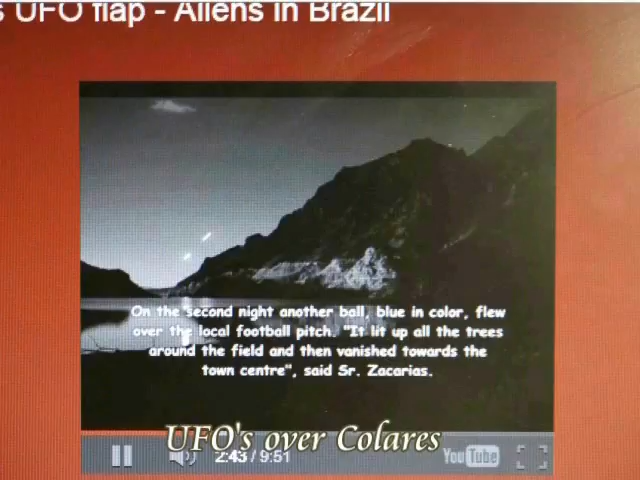 s UFO flap - Aliens in Brazil
On the second night another ball, blue in color, flew
over the local football pitch. "It lit up all the trees
around the field and then vanished towards the
town centre", said Sr. Zacarias.
UFO's over Colares
2:43 / 9:51
YouTube